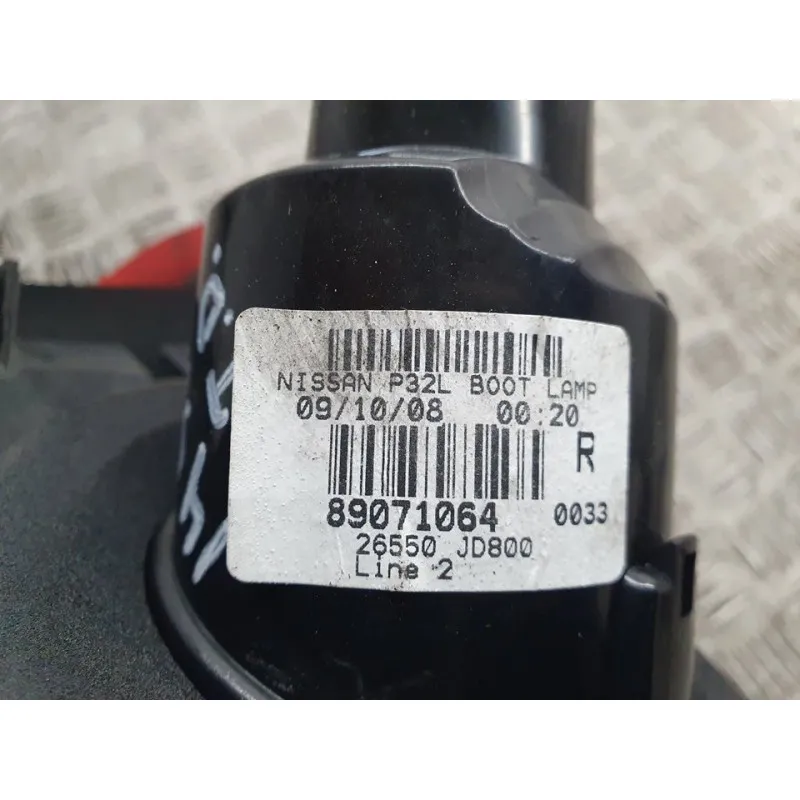 NISSAN P32L BOOT LAMP
09/10/08 00:20
R
89071064 0033
26550 JD800
Line 2